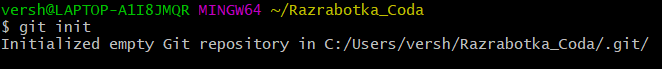 versh@LAPTOP-A1I8JMQR MINGW64 ~/Razrabotka_Coda
$ git init
Initialized empty Git repository in C:/Users/versh/Razrabotka_Coda/.git/